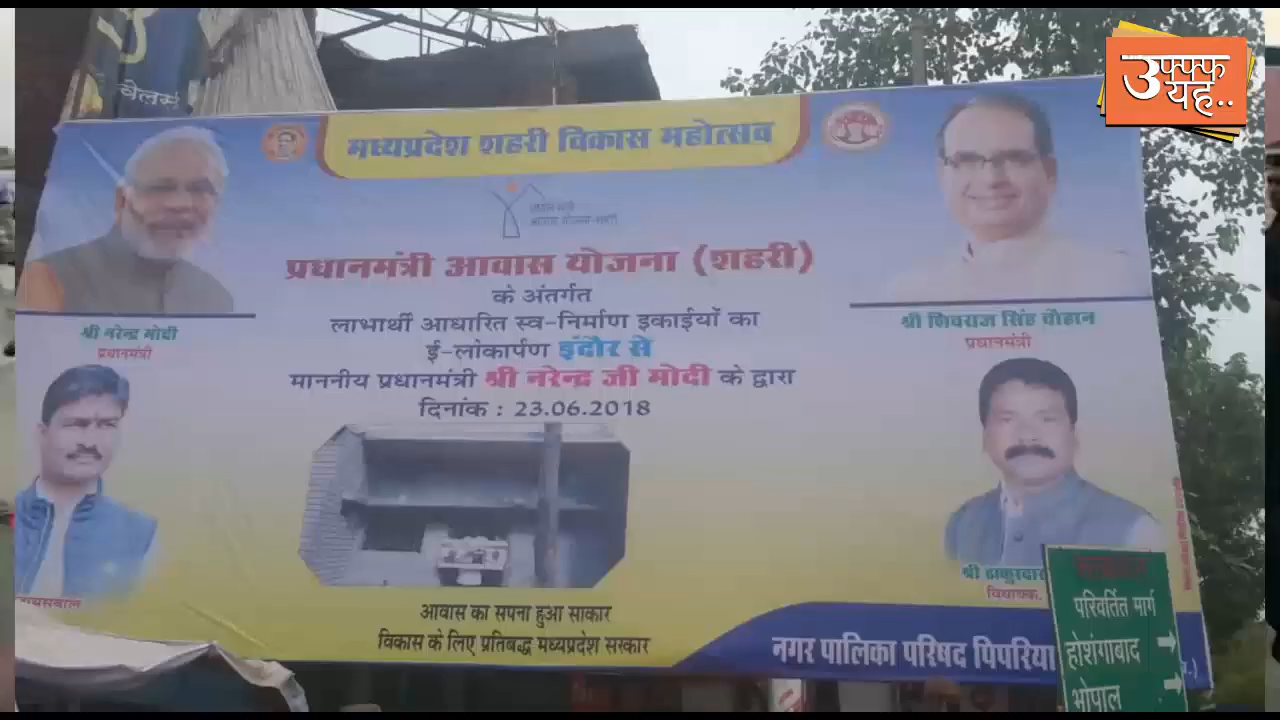 उफ्फ्फ
यह..
वेलर्स
मध्यप्रदेश शहरी विकास महोत्सव
प्रधानमंत्री आवास योजना (शहरी)
के अंतर्गत
लाभार्थी आधारित स्व-निर्माण इकाईयों का
ई-लोकार्पण इंदौर से
माननीय प्रधानमंत्री श्री नरेन्द्र जी मोदी के द्वारा
दिनांक : 23.06.2018
श्री नरेन्द्र मोदी
प्रधानमंत्री
श्री शिवराज सिंह चौहान
प्रधानमंत्री
श्री ठाकुरदास
विधायक.
आवास का सपना हुआ साकार
विकास के लिए प्रतिबद्ध मध्यप्रदेश सरकार
नगर पालिका परिषद पिपरिया
परिवर्तित मार्ग
होशंगाबाद
भोपाल